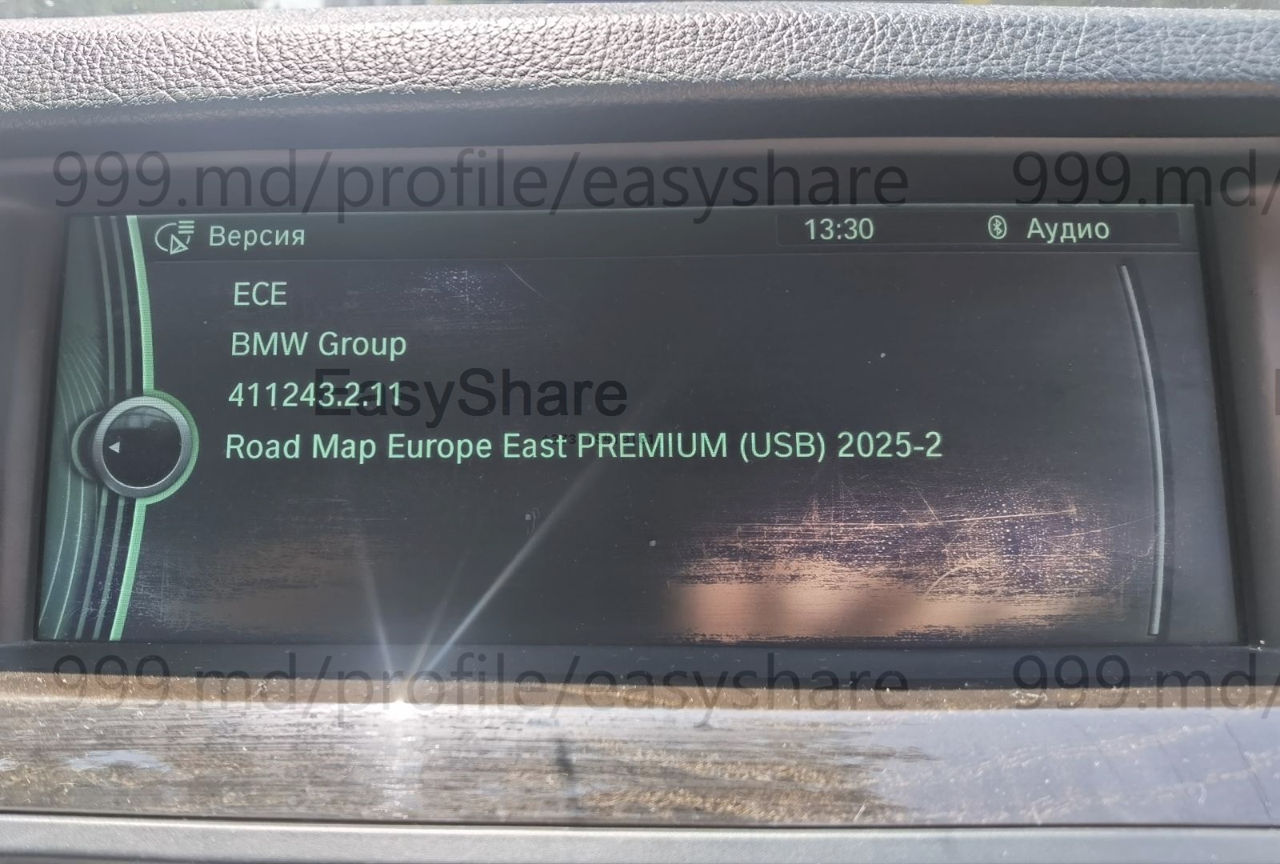 999.md/profile/easyshare 999.md/
Версия 13:30 Аудио
ECE
BMW Group
411243.2.11
EasyShare
Road Map Europe East PREMIUM (USB) 2025-2
999.md/profile/easyshare 999.md/